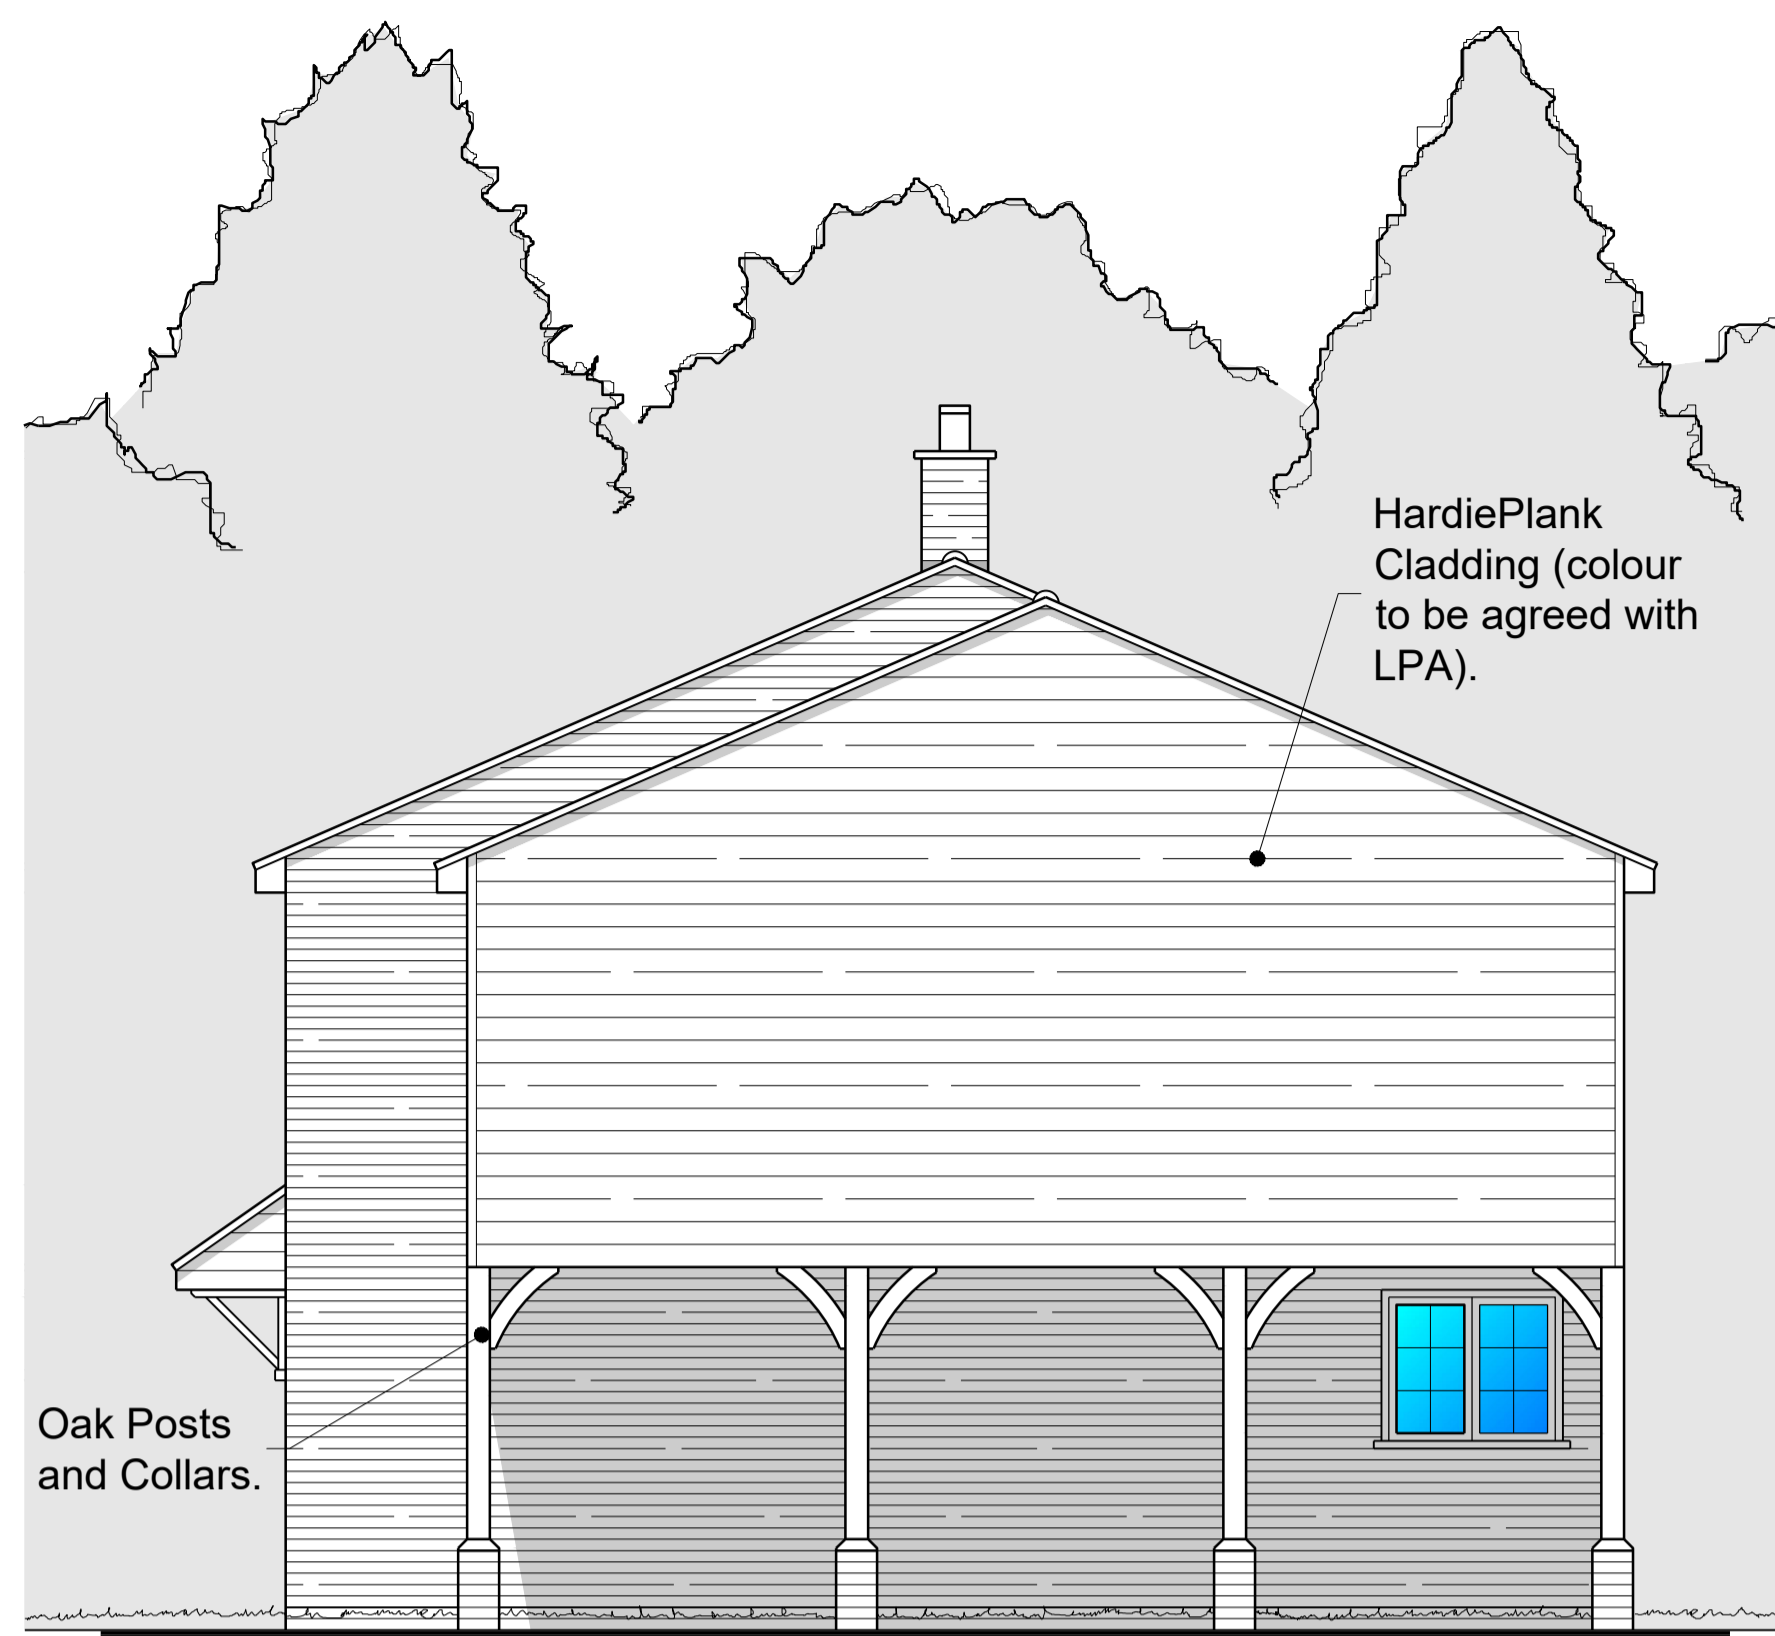 HardiePlank
Cladding (colour
to be agreed with
LPA).
Oak Posts
and Collars.